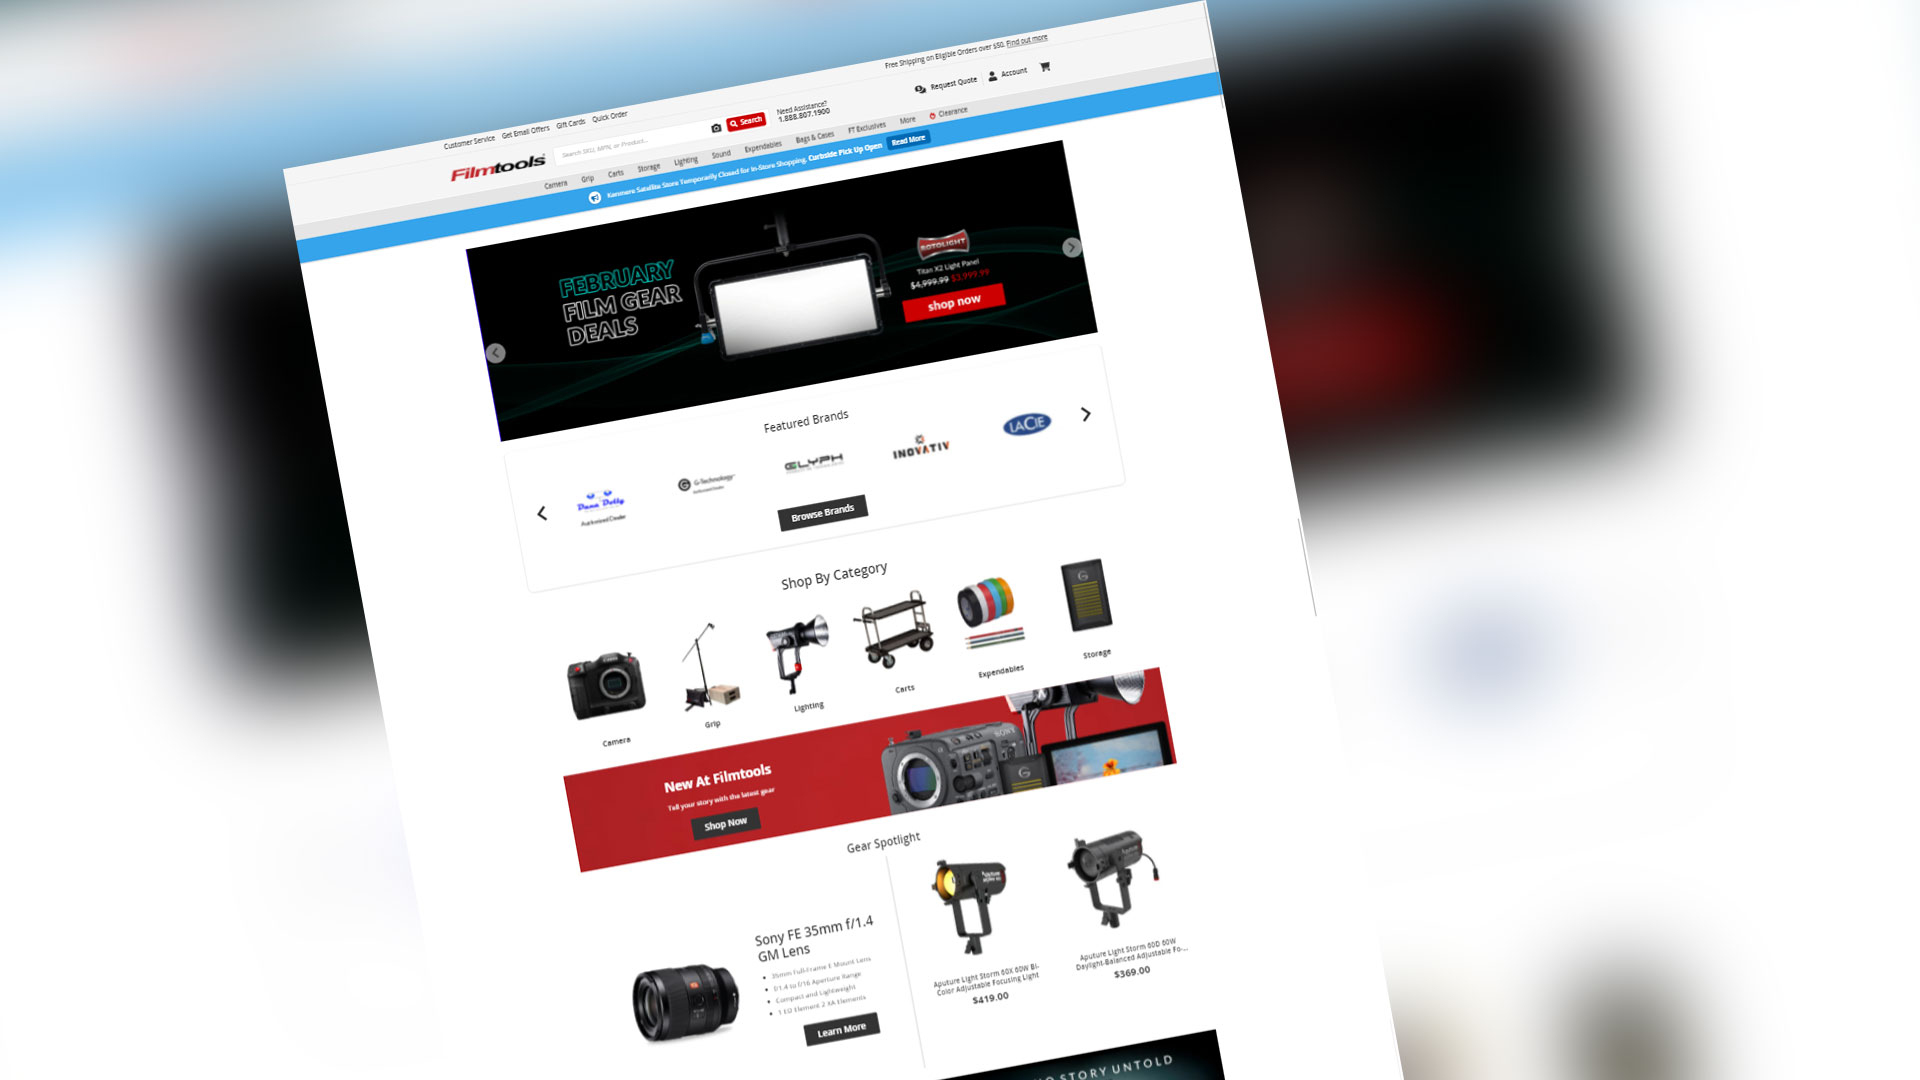 Free Shipping on Eligible Orders over $50. Find out more
Customer Service Get Email Offers Gift Cards Quick Order
Request Quote Account
Filmtools
Search SKU, MPN, or Product...
Search
Need Assistance?
1.888.807.1900
Camera Grip Carts Storage Lighting Sound Expendables Bags & Cases FT Exclusives More Clearance
Kenmere Satellite Store Temporarily Closed for In-Store Shopping. Curbside Pick Up Open Read More
FEBRUARY
FILM GEAR
DEALS
ROTOLIGHT
Titan X2 Light Panel
$4,999.99 $3,999.99
shop now
Featured Brands
Dana Dolly
Authorized Dealer
G-Technology
GLYPH
INOVATIV
LACIE
Browse Brands
Shop By Category
Camera
Grip
Lighting
Carts
Expendables
Storage
New At Filmtools
Tell your story with the latest gear
Shop Now
SONY
Gear Spotlight
Sony FE 35mm f/1.4
GM Lens
35mm Full-Frame E Mount Lens
f/1.4 to f/16 Aperture Range
Compact and Lightweight
1 ED Element 2 XA Elements
Learn More
Aputure Light Storm 60X 60W Bi-
Color Adjustable Focusing Light
$419.00
Aputure Light Storm 60D 60W
Daylight-Balanced Adjustable Fo-...
$369.00
STORY UNTOLD